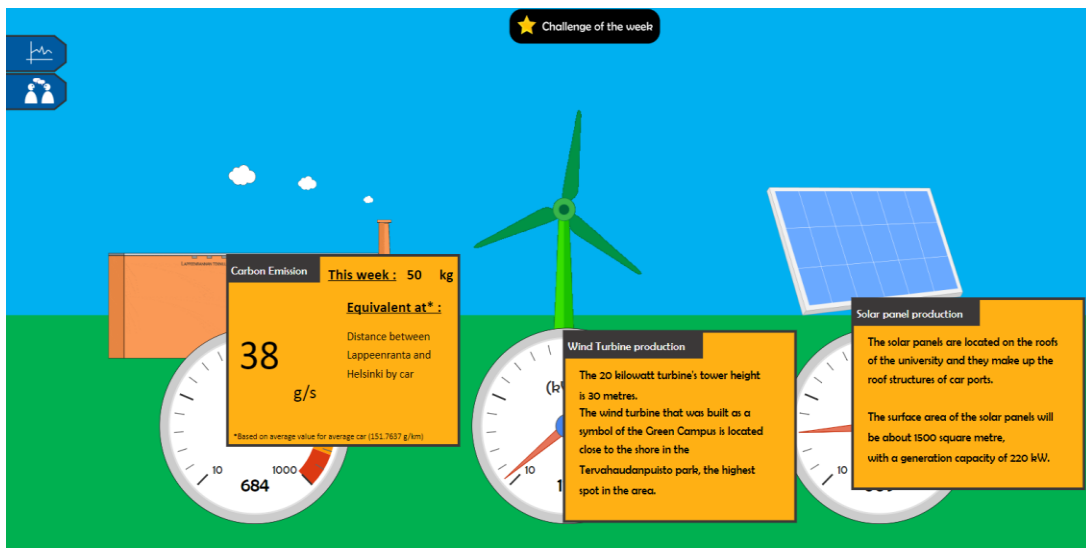 Challenge of the week
Carbon Emission
This week : 50 kg
Equivalent at* :
Distance between
Lappeenranta and
Helsinki by car
38
g/s
*Based on average value for average car (151.7637 g/km)
10
1000
684
Wind Turbine production
The 20 kilowatt turbine's tower height
is 30 metres.
The wind turbine that was built as a
symbol of the Green Campus is located
close to the shore in the
Tervahaudanpuisto park, the highest
spot in the area.
10
Solar panel production
The solar panels are located on the roofs
of the university and they make up the
roof structures of car ports.
The surface area of the solar panels will
be about 1500 square metre,
with a generation capacity of 220 kW.
10